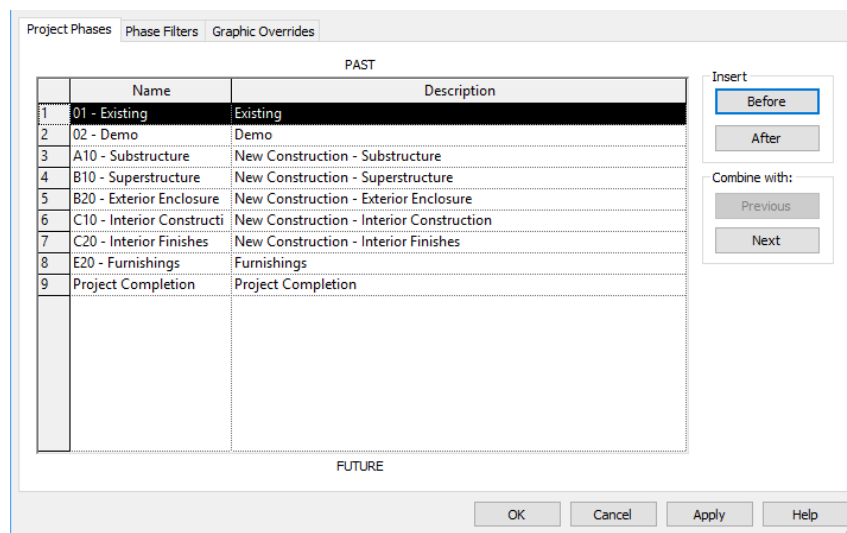 Project Phases Phase Filters Graphic Overrides
PAST
Name Description
1 01 - Existing Existing
2 02 - Demo Demo
3 A10 - Substructure New Construction - Substructure
4 B10 - Superstructure New Construction - Superstructure
5 B20 - Exterior Enclosure New Construction - Exterior Enclosure
6 C10 - Interior Constructi New Construction - Interior Construction
7 C20 - Interior Finishes New Construction - Interior Finishes
8 E20 - Furnishings Furnishings
9 Project Completion Project Completion
FUTURE
Insert
Before
After
Combine with:
Previous
Next
OK Cancel Apply Help